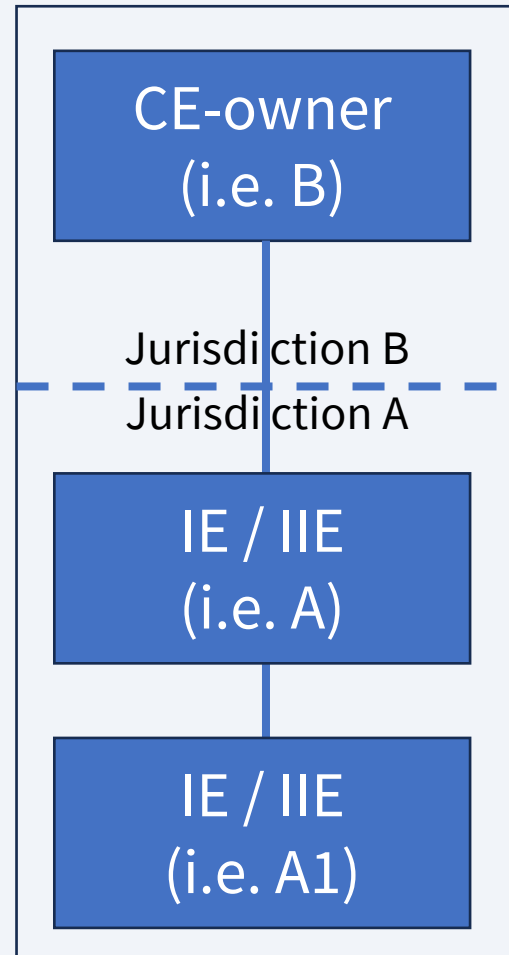 CE-owner
(i.e. B)
Jurisdiction B
Jurisdiction A
IE / IIE
(i.e. A)
IE / IIE
(i.e. A1)